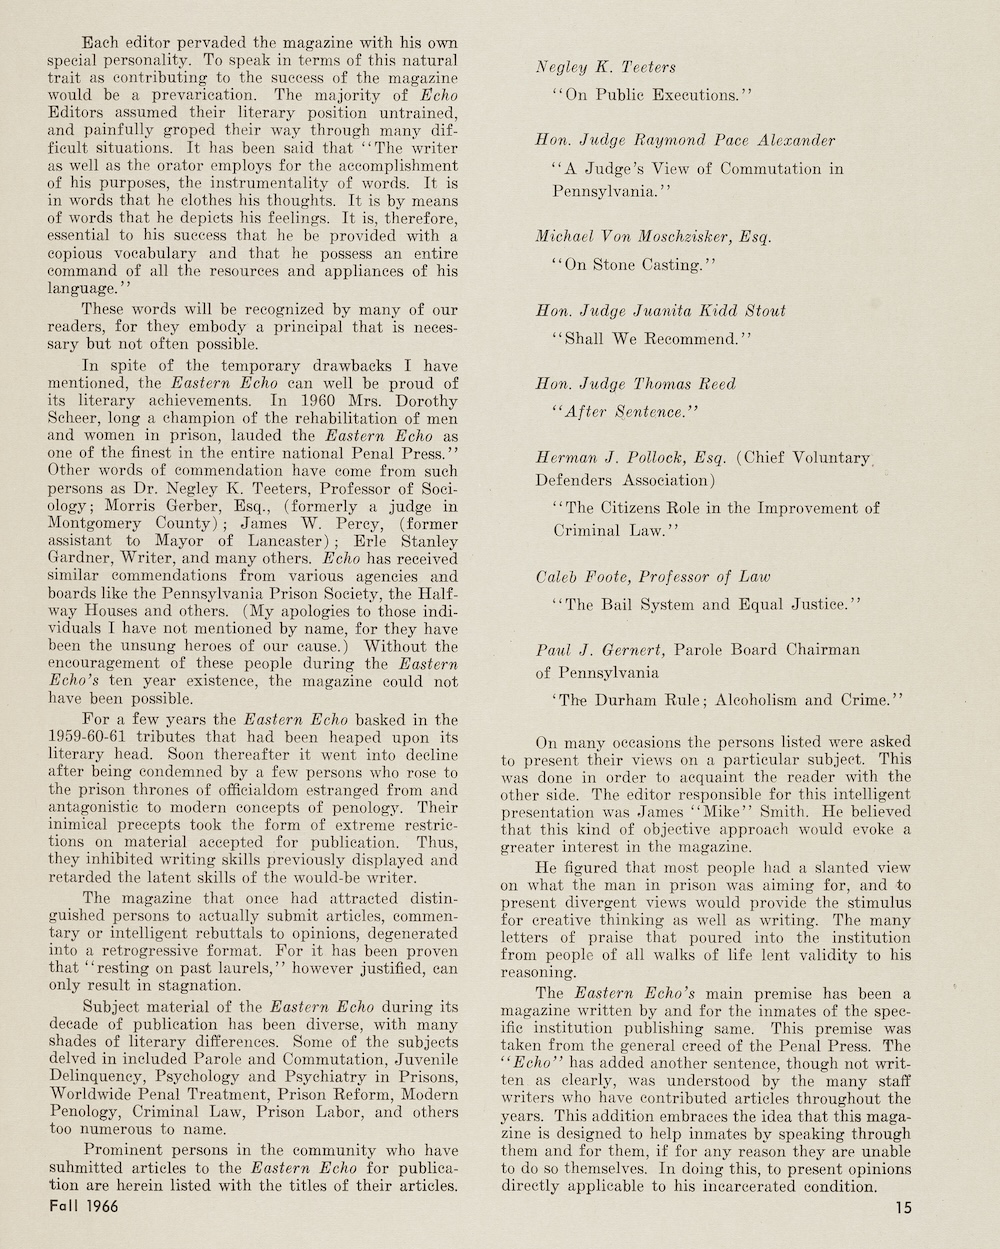 Each editor pervaded the magazine with his own
special personality. To speak in terms of this natural
trait as contributing to the success of the magazine
would be a prevarication. The majority of Echo
Editors assumed their literary position untrained,
and painfully groped their way through many dif-
ficult situations. It has been said that "The writer
as well as the orator employs for the accomplishment
of his purposes, the instrumentality of words. It is
in words that he clothes his thoughts. It is by means
of words that he depicts his feelings. It is, therefore,
essential to his success that he be provided with a
copious vocabulary and that he possess an entire
command of all the resources and appliances of his
language."
These words will be recognized by many of our
readers, for they embody a principal that is neces-
sary but not often possible.
In spite of the temporary drawbacks I have
mentioned, the Eastern Echo can well be proud of
its literary achievements. In 1960 Mrs. Dorothy
Scheer, long a champion of the rehabilitation of men
and women in prison, lauded the Eastern Echo as
one of the finest in the entire national Penal Press."
Other words of commendation have come from such
persons as Dr. Negley K. Teeters, Professor of Soci-
ology; Morris Gerber, Esq., (formerly a judge in
Montgomery County); James W. Percy, (former
assistant to Mayor of Lancaster); Erle Stanley
Gardner, Writer, and many others. Echo has received
similar commendations from various agencies and
boards like the Pennsylvania Prison Society, the Half-
way Houses and others. (My apologies to those indi-
viduals I have not mentioned by name, for they have
been the unsung heroes of our cause.) Without the
encouragement of these people during the Eastern
Echo's ten year existence, the magazine could not
have been possible.
For a few years the Eastern Echo basked in the
1959-60-61 tributes that had been heaped upon its
literary head. Soon thereafter it went into decline
after being condemned by a few persons who rose to
the prison thrones of officialdom estranged from and
antagonistic to modern concepts of penology. Their
inimical precepts took the form of extreme restric-
tions on material accepted for publication. Thus,
they inhibited writing skills previously displayed and
retarded the latent skills of the would-be writer.
The magazine that once had attracted distin-
guished persons to actually submit articles, commen-
tary or intelligent rebuttals to opinions, degenerated
into a retrogressive format. For it has been proven
that "resting on past laurels," however justified, can
only result in stagnation.
Subject material of the Eastern Echo during its
decade of publication has been diverse, with many
shades of literary differences. Some of the subjects
delved in included Parole and Commutation, Juvenile
Delinquency, Psychology and Psychiatry in Prisons,
Worldwide Penal Treatment, Prison Reform, Modern
Penology, Criminal Law, Prison Labor, and others
too numerous to name.
Prominent persons in the community who have
suhmitted articles to the Eastern Echo for publica-
tion are herein listed with the titles of their articles.
Negley K. Teeters
"On Public Executions."
Hon. Judge Raymond Pace Alexander
"A Judge's View of Commutation in
Pennsylvania."
Michael Von Moschzisker, Esq.
"On Stone Casting."
Hon. Judge Juanita Kidd Stout
"Shall We Recommend."
Hon. Judge Thomas Reed
"After Sentence."
Herman J. Pollock, Esq. (Chief Voluntary
Defenders Association)
"The Citizens Role in the Improvement of
Criminal Law."
Caleb Foote, Professor of Law
"The Bail System and Equal Justice."
Paul J. Gernert, Parole Board Chairman
of Pennsylvania
'The Durham Rule; Alcoholism and Crime."
On many occasions the persons listed were asked
to present their views on a particular subject. This
was done in order to acquaint the reader with the
other side. The editor responsible for this intelligent
presentation was James "Mike" Smith. He believed
that this kind of objective approach would evoke a
greater interest in the magazine.
He figured that most people had a slanted view
on what the man in prison was aiming for, and to
present divergent views would provide the stimulus
for creative thinking as well as writing. The many
letters of praise that poured into the institution
from people of all walks of life lent validity to his
reasoning.
The Eastern Echo's main premise has been a
magazine written by and for the inmates of the spec-
ific institution publishing same. This premise was
taken from the general creed of the Penal Press. The
"Echo" has added another sentence, though not writ-
ten as clearly, was understood by the many staff
writers who have contributed articles throughout the
years. This addition embraces the idea that this maga-
zine is designed to help inmates by speaking through
them and for them, if for any reason they are unable
to do so themselves. In doing this, to present opinions
directly applicable to his incarcerated condition.
Fall 1966
15